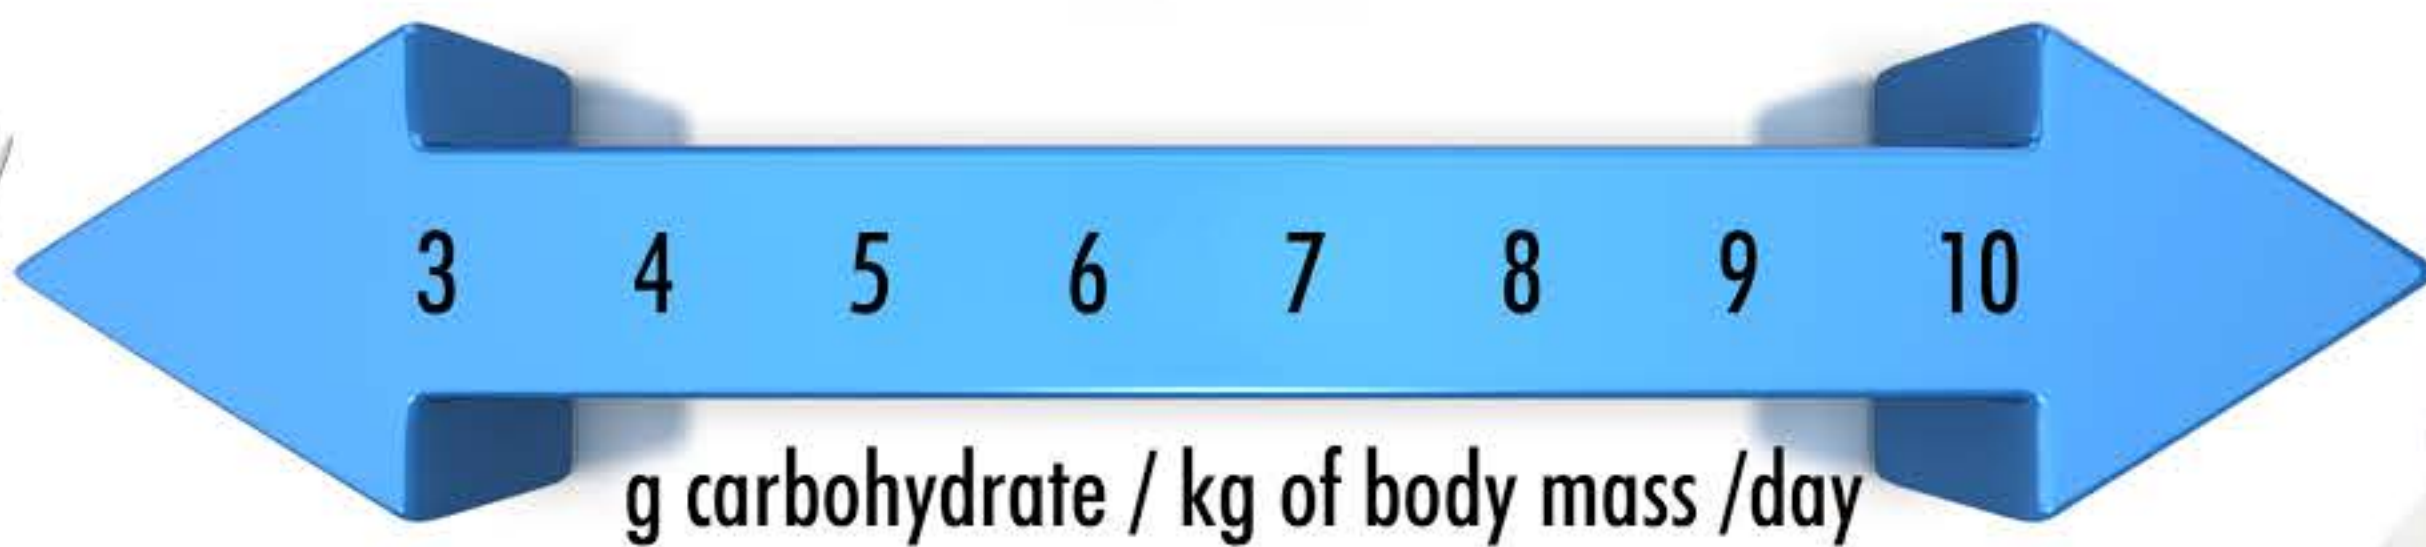 3 4 5 6 7 8 9 10
g carbohydrate / kg of body mass /day